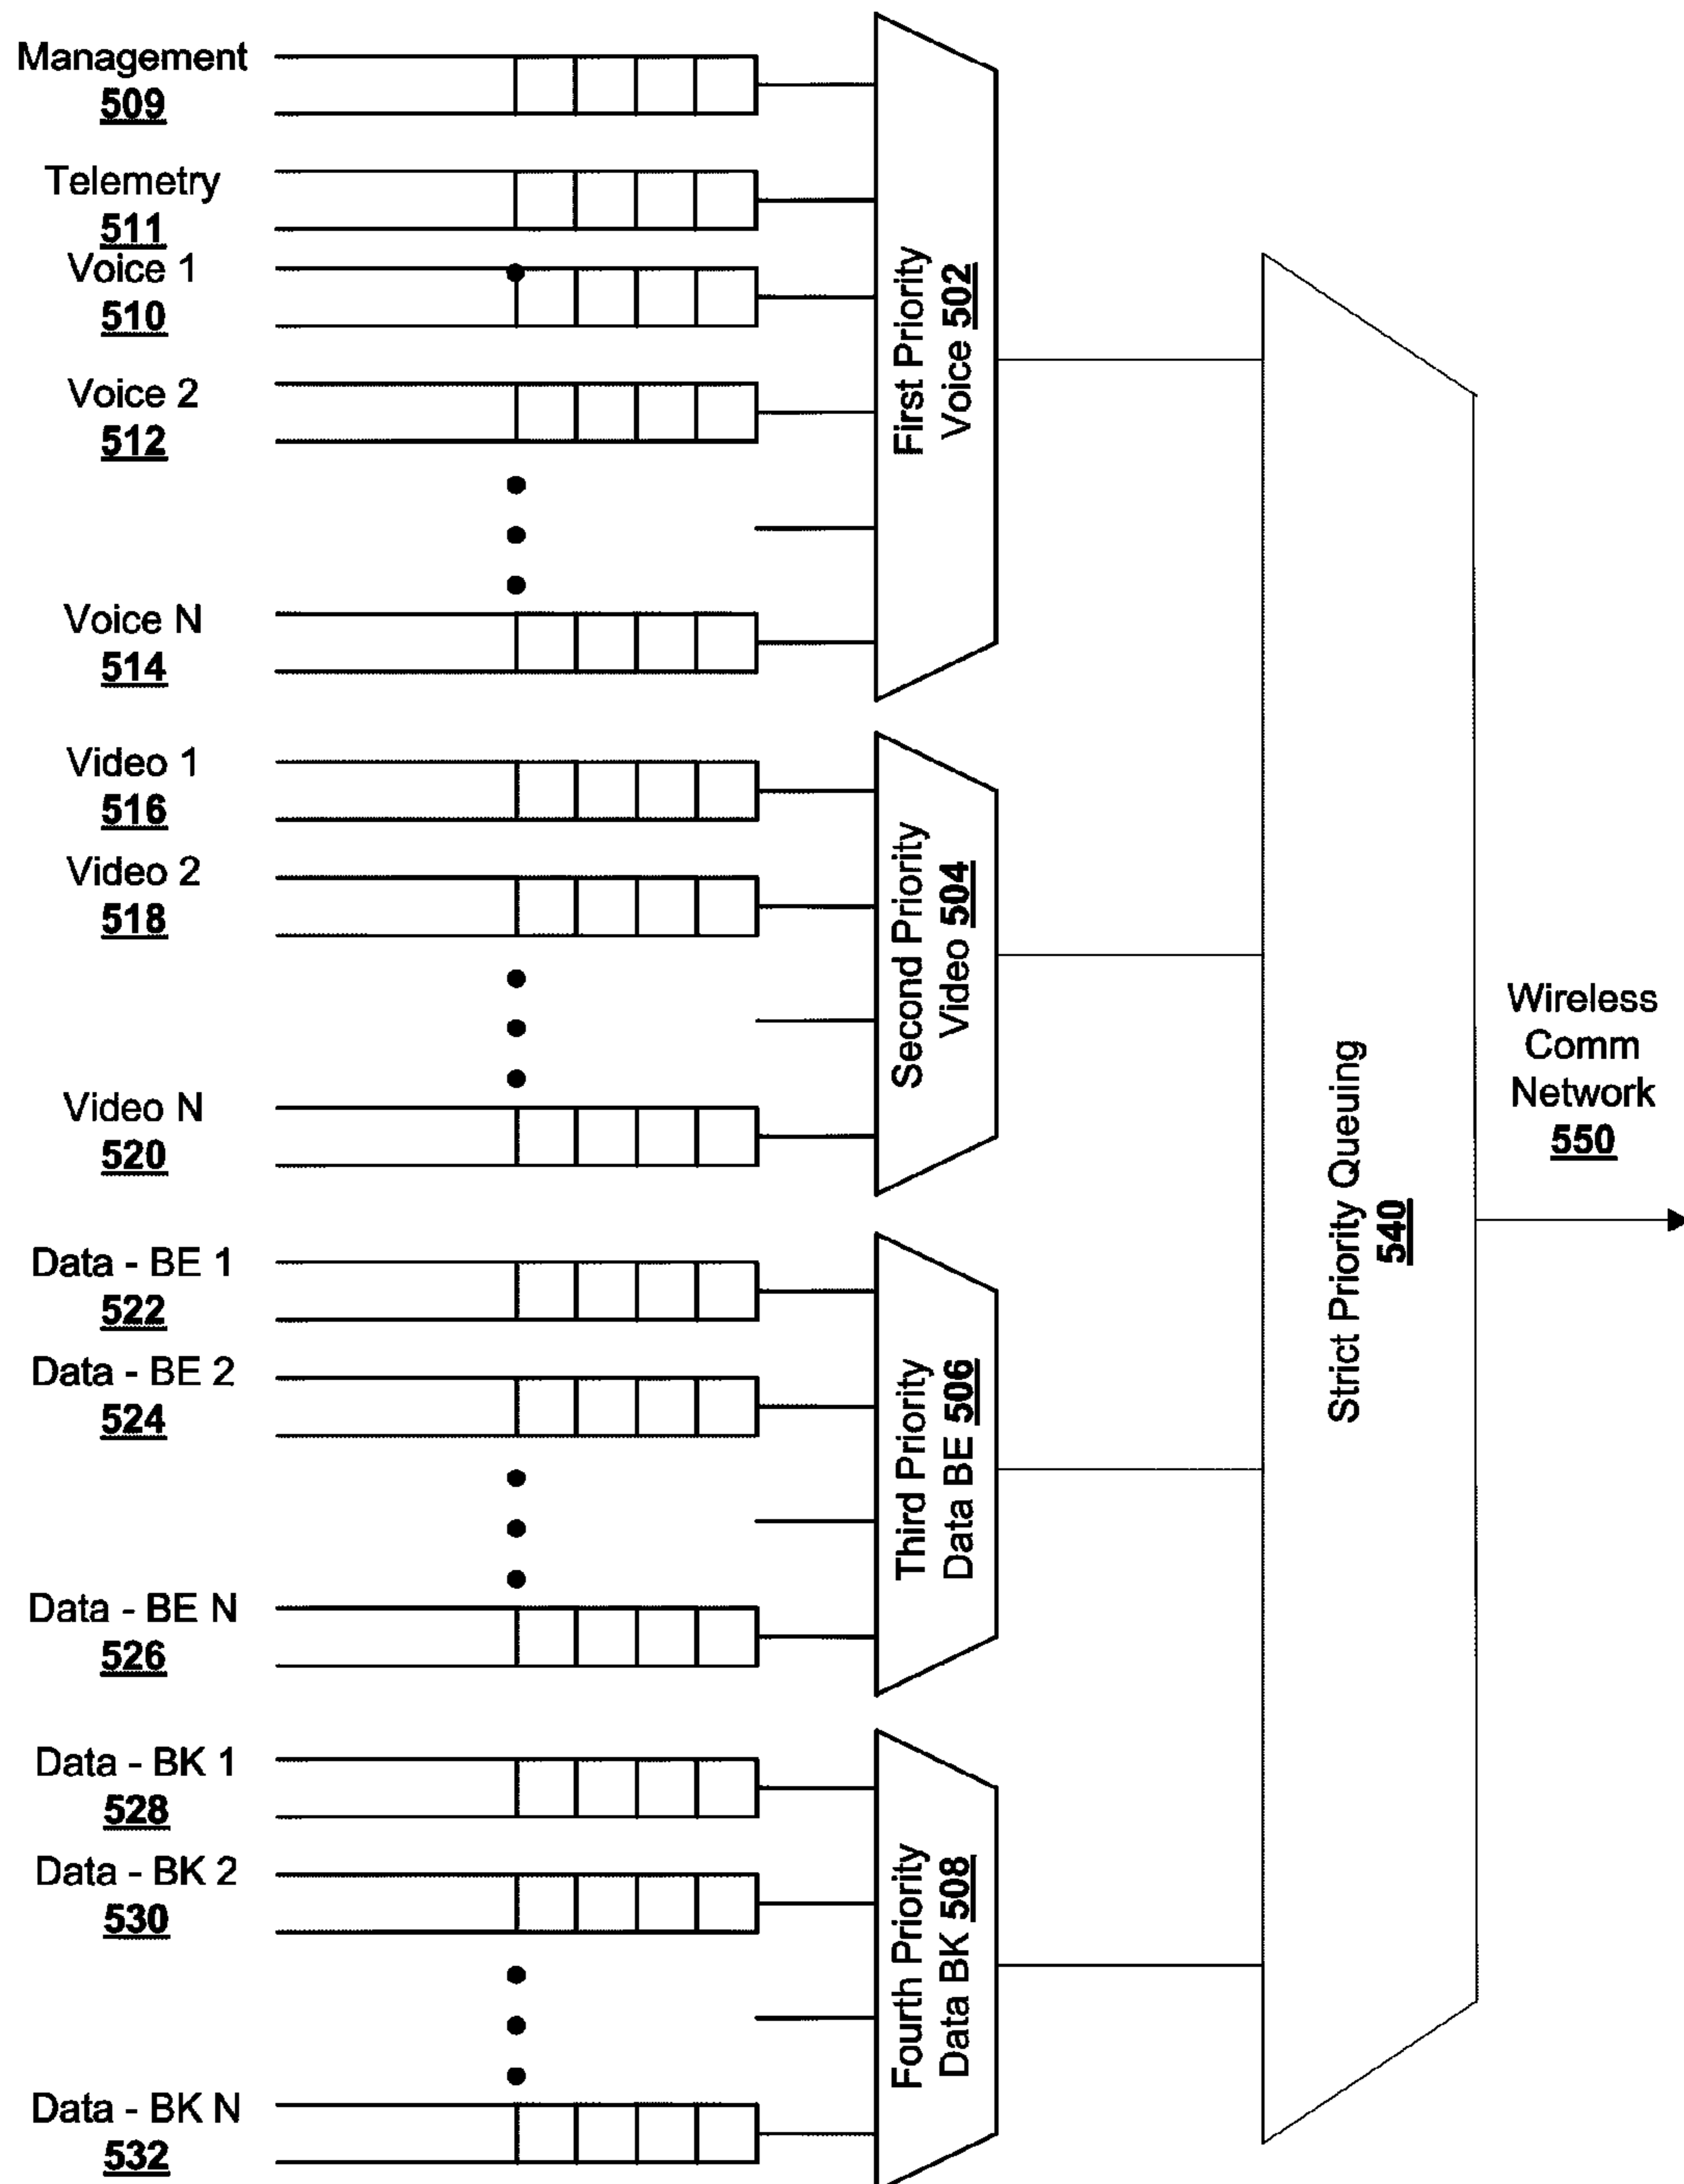 Management
509
Telemetry
511
Voice 1
510
Voice 2
512
Voice N
514
First Priority
Voice 502
Video 1
516
Video 2
518
Video N
520
Second Priority
Video 504
Data - BE 1
522
Data - BE 2
524
Data - BE N
526
Third Priority
Data BE 506
Data - BK 1
528
Data - BK 2
530
Data - BK N
532
Fourth Priority
Data BK 508
Strict Priority Queuing
540
Wireless
Comm
Network
550